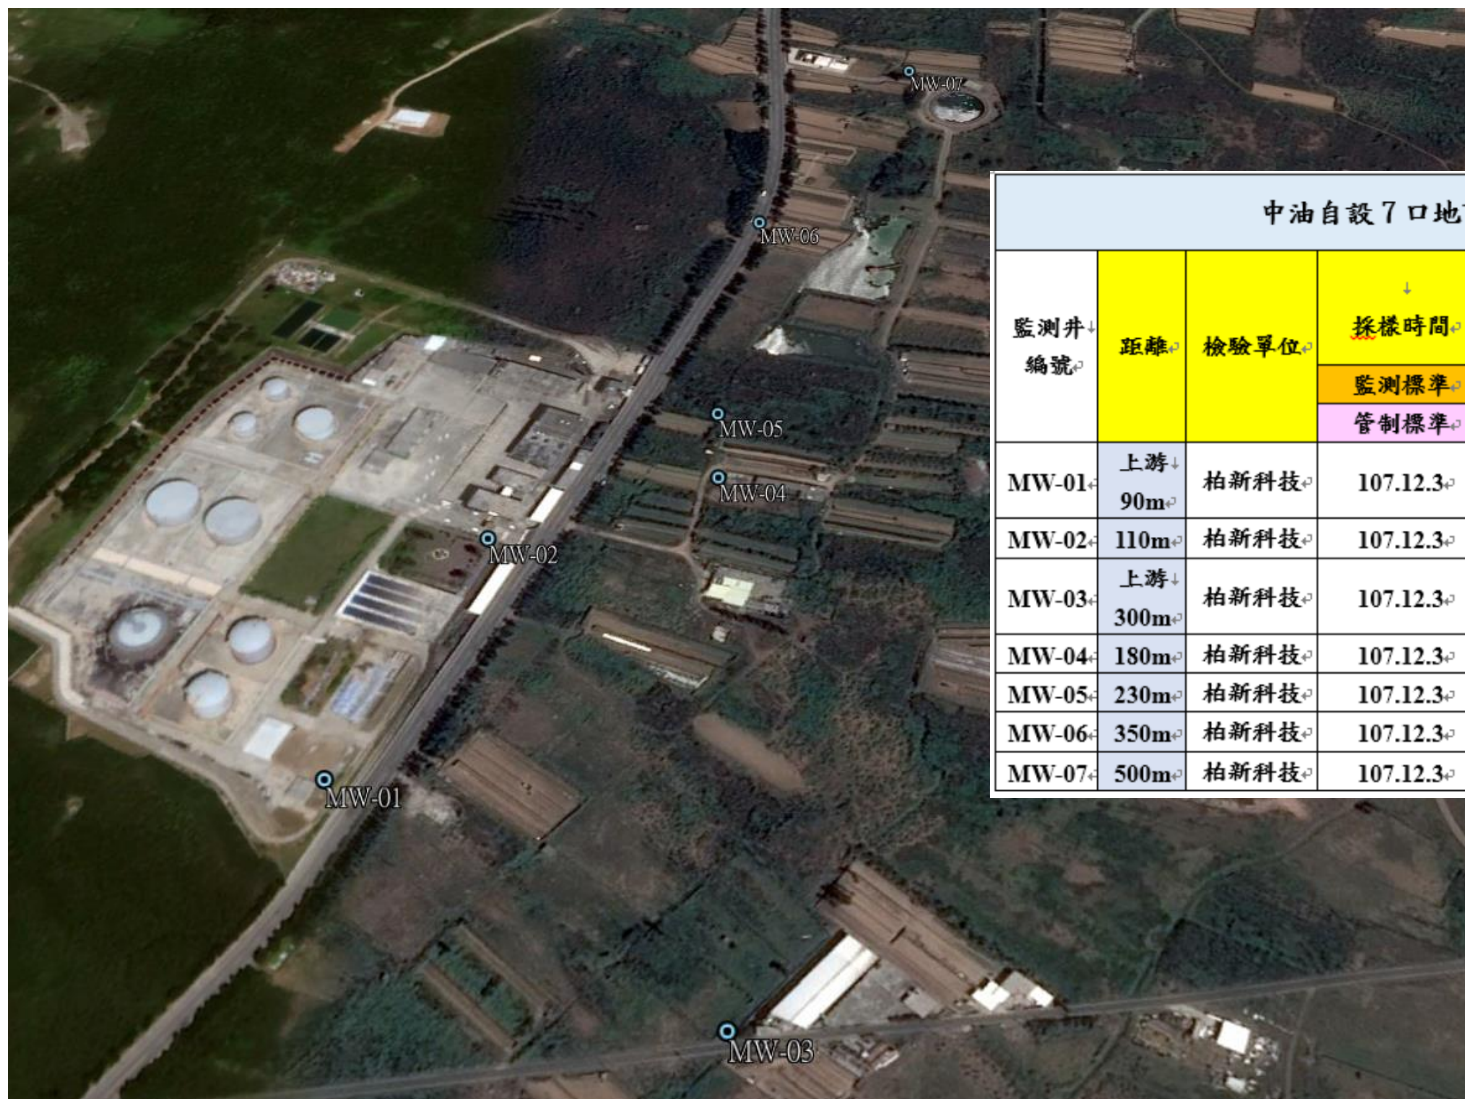 MW-07
MW-06
MW-05
MW-04
MW-02
MW-01
MW-03
中油自設7口地
監測井
編號
距離
檢驗單位
採樣時間
監測標準
管制標準
MW-01 上游 90m 柏新科技 107.12.3
MW-02 110m 柏新科技 107.12.3
MW-03 上游 300m 柏新科技 107.12.3
MW-04 180m 柏新科技 107.12.3
MW-05 230m 柏新科技 107.12.3
MW-06 350m 柏新科技 107.12.3
MW-07 500m 柏新科技 107.12.3